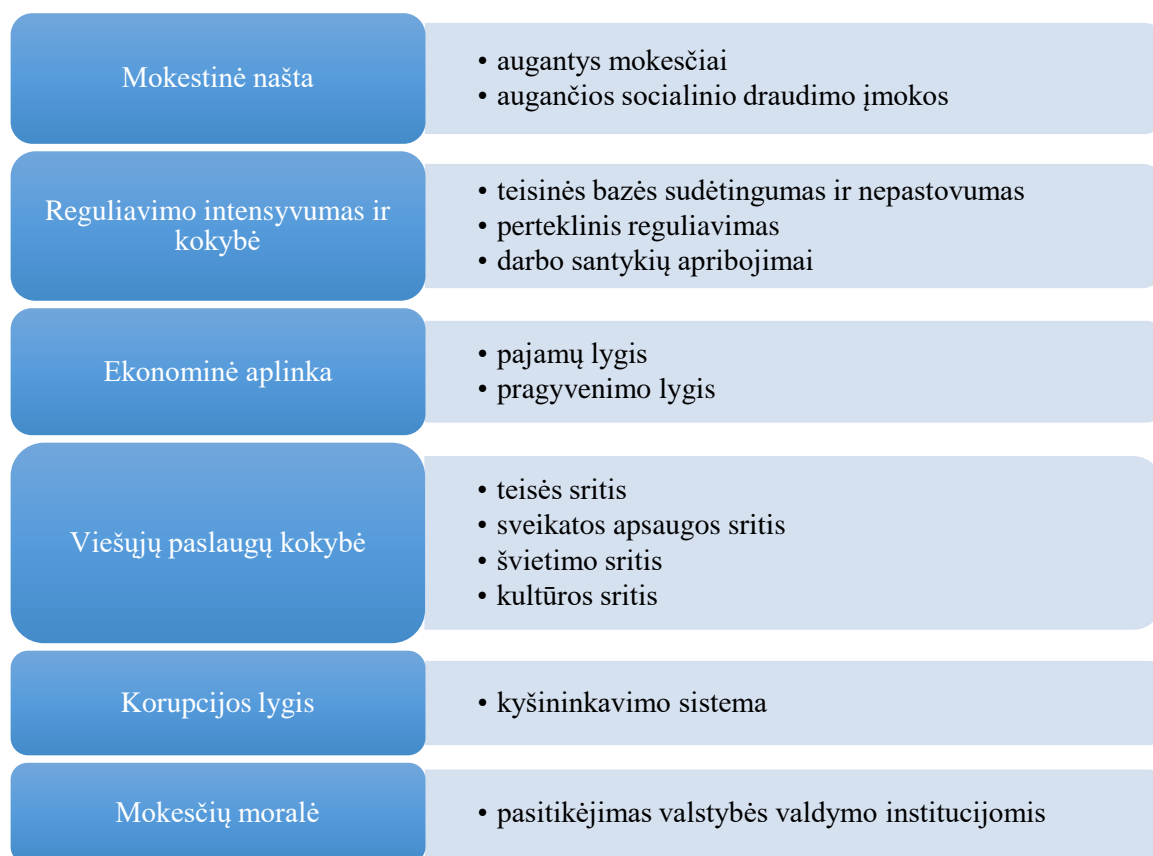 Mokestinė našta
• augantys mokesčiai
• augančios socialinio draudimo įmokos
Reguliavimo intensyvumas ir
kokybė
• teisinės bazės sudėtingumas ir nepastovumas
• perteklinis reguliavimas
• darbo santykių apribojimai
Ekonominė aplinka
• pajamų lygis
• pragyvenimo lygis
Viešųjų paslaugų kokybė
• teisės sritis
• sveikatos apsaugos sritis
• švietimo sritis
• kultūros sritis
Korupcijos lygis
• kyšininkavimo sistema
Mokesčių moralė
• pasitikėjimas valstybės valdymo institucijomis